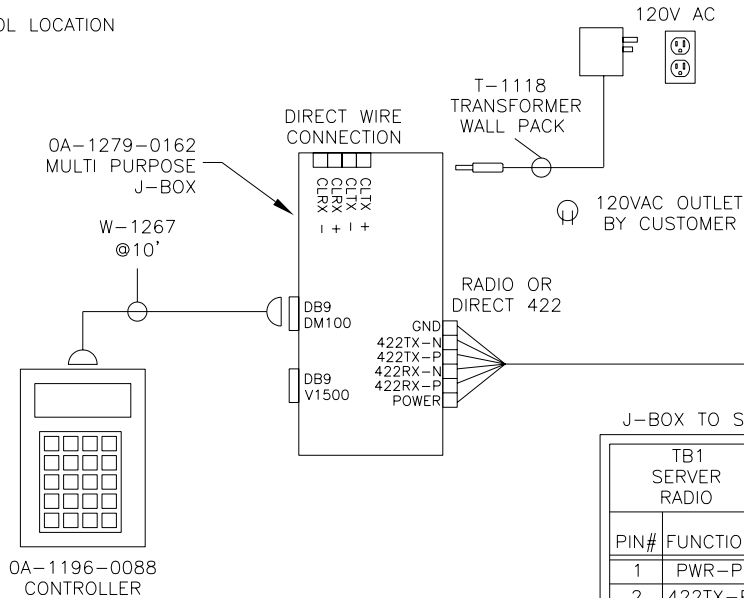 OL LOCATION
120V AC
T-1118
TRANSFORMER
WALL PACK
DIRECT WIRE
CONNECTION
0A-1279-0162
MULTI PURPOSE
J-BOX
CLRX -
CLRX +
CLTX -
CLTX +
120VAC OUTLET
BY CUSTOMER
W-1267
@10'
RADIO OR
DIRECT 422
DB9
DM100
GND
422TX-N
422TX-P
422RX-N
422RX-P
POWER
DB9
V1500
J-BOX TO S
TB1
SERVER
RADIO
PIN# FUNCTIO
1 PWR-P
2 422TX-P
0A-1196-0088
CONTROLLER